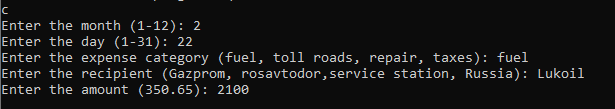 c
Enter the month (1-12): 2
Enter the day (1-31): 22
Enter the expense category (fuel, toll roads, repair, taxes): fuel
Enter the recipient (Gazprom, rosavtodor,service station, Russia): Lukoil
Enter the amount (350.65): 2100